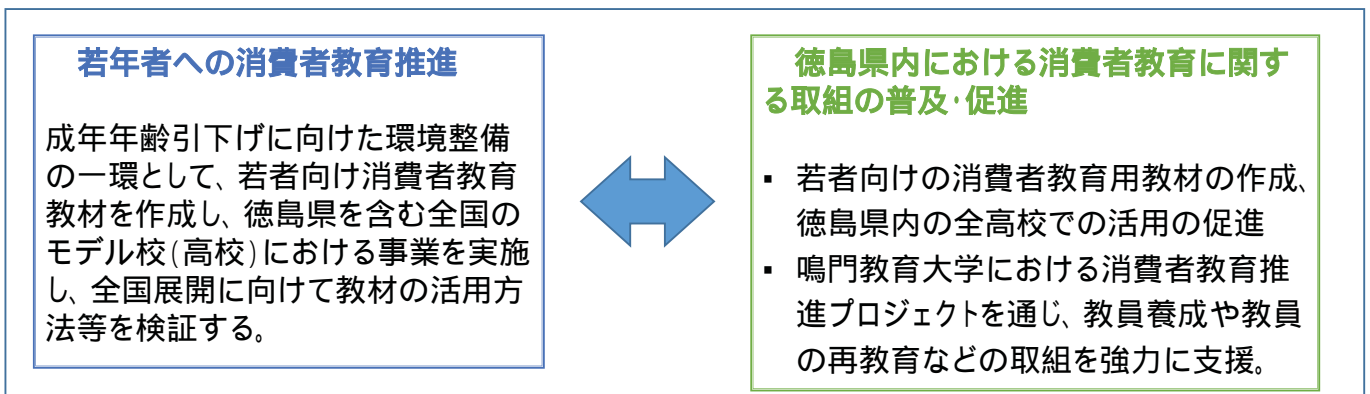 若年者への消費者教育推進
成年年齢引下げに向けた環境整備
の一環として、若者向け消費者教育
教材を作成し、徳島県を含む全国の
モデル校(高校)における事業を実施
し、全国展開に向けて教材の活用方
法等を検証する。
徳島県内における消費者教育に関す
る取組の普及・促進
▪ 若者向けの消費者教育用教材の作成、
徳島県内の全高校での活用の促進
▪ 鳴門教育大学における消費者教育推
進プロジェクトを通じ、教員養成や教員
の再教育などの取組を強力に支援。